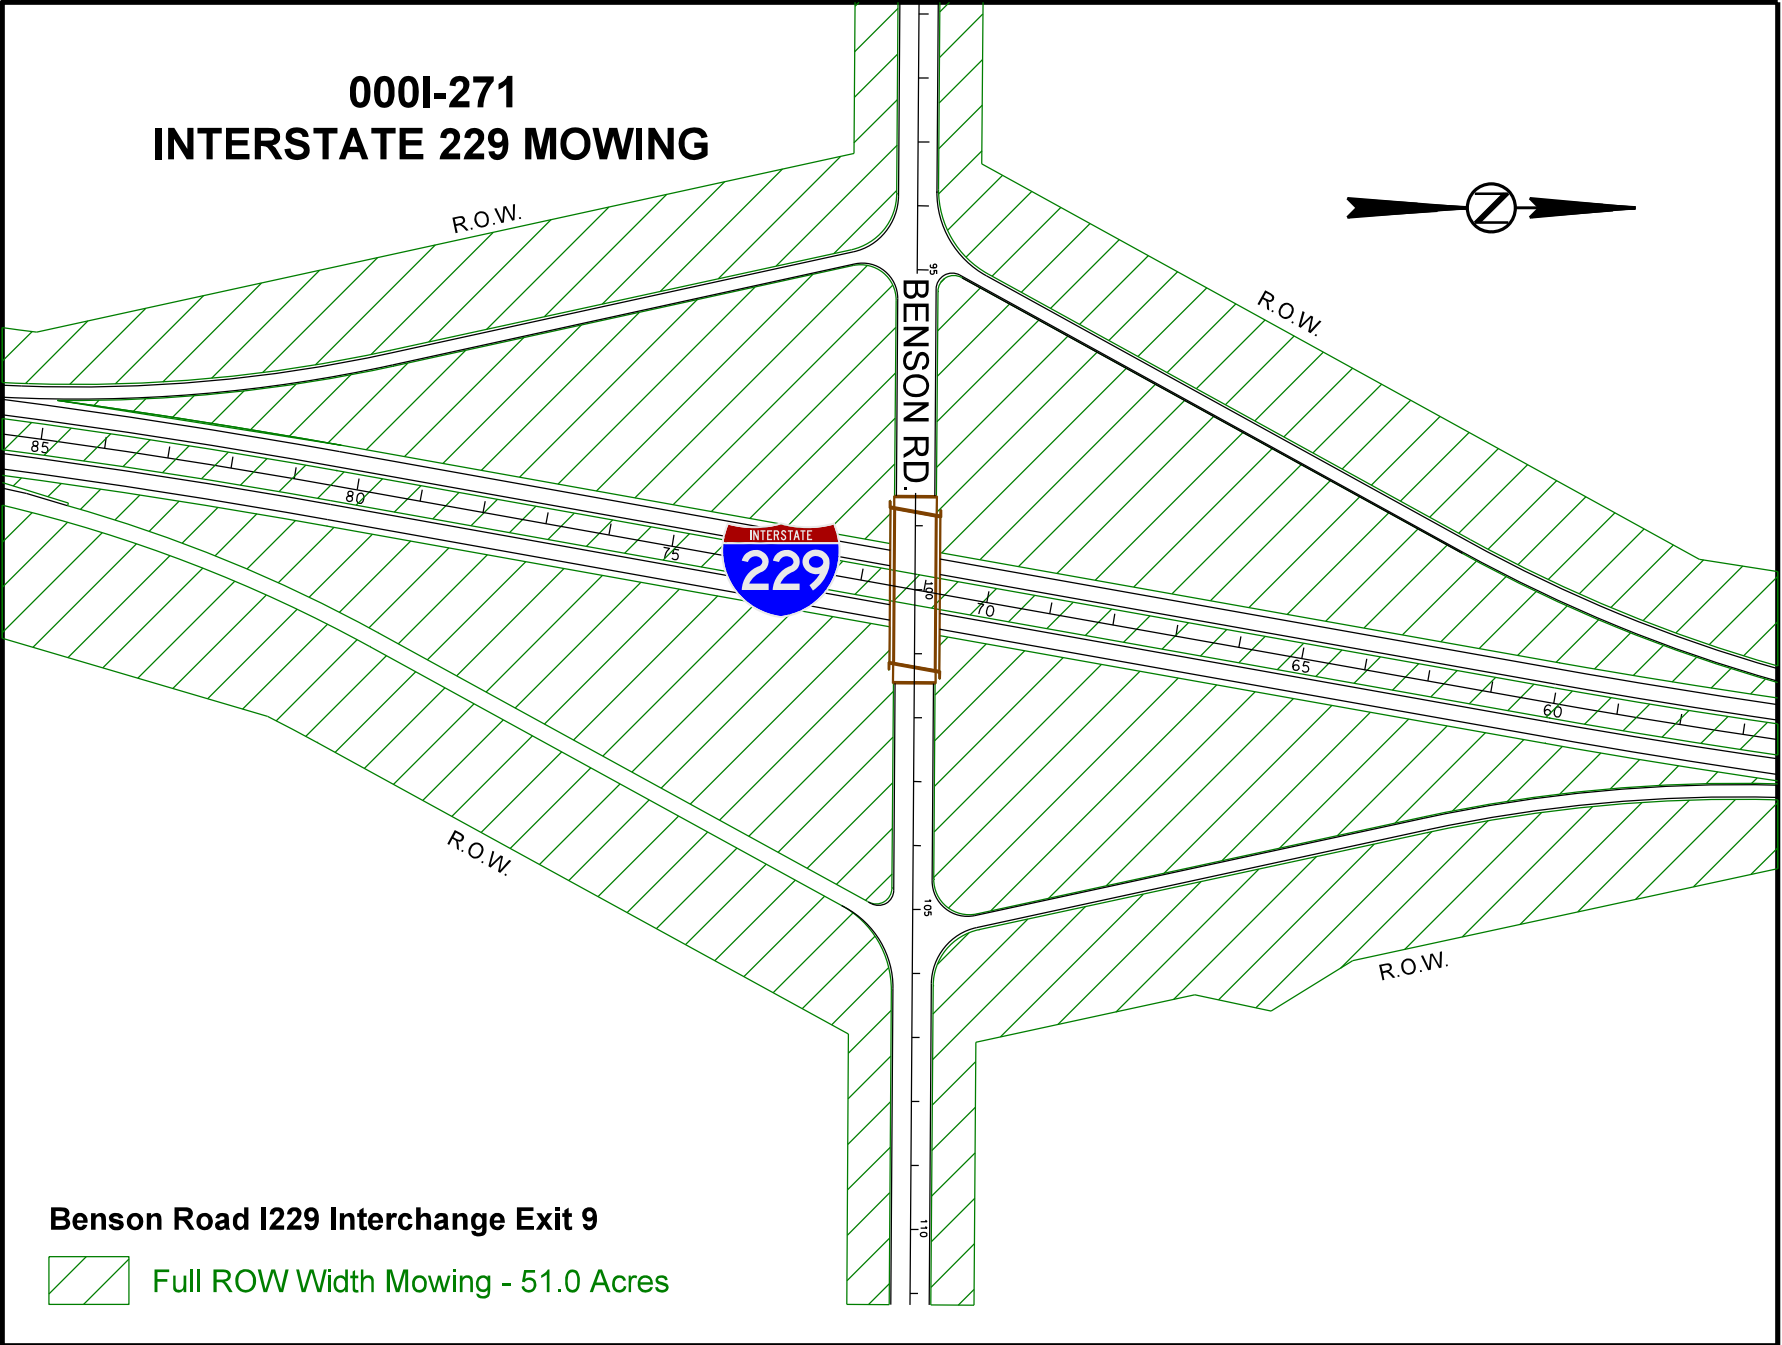 000I-271
INTERSTATE 229 MOWING
R.O.W.
Z
95
BENSON RD.
R.O.W.
85
80
75
INTERSTATE
229
100
70
65
60
R.O.W.
105
R.O.W.
110
Benson Road I229 Interchange Exit 9
Full ROW Width Mowing - 51.0 Acres